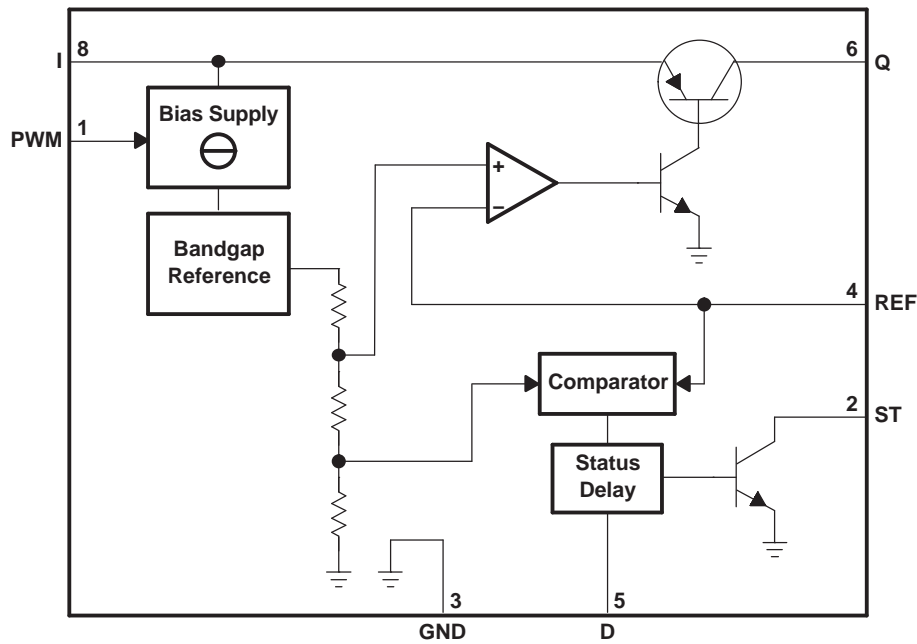 8
I
6
Q
Bias Supply
1
PWM
+
−
Bandgap
Reference
4
REF
Comparator
2
ST
Status
Delay
3
5
GND
D